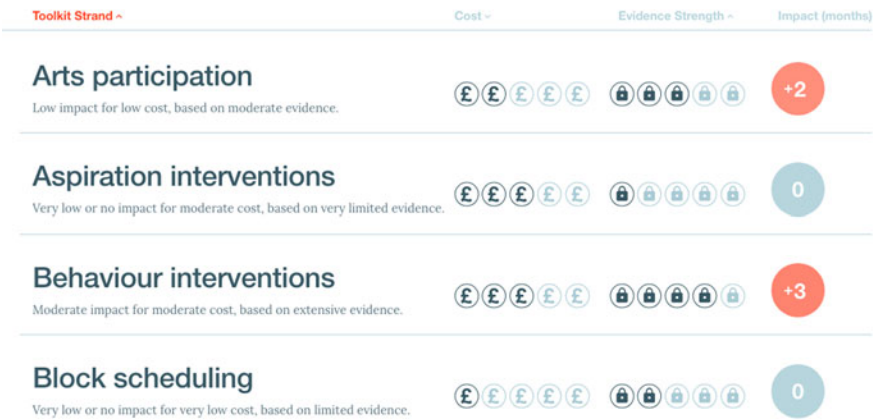 Toolkit Strand Cost Evidence Strength Impact (months)
Arts participation
Low impact for low cost, based on moderate evidence.
£ £ £ £ £ +2
Aspiration interventions
Very low or no impact for moderate cost, based on very limited evidence.
£ £ £ £ £ 0
Behaviour interventions
Moderate impact for moderate cost, based on extensive evidence.
£ £ £ £ £ +3
Block scheduling
Very low or no impact for very low cost, based on limited evidence.
£ £ £ £ £ 0